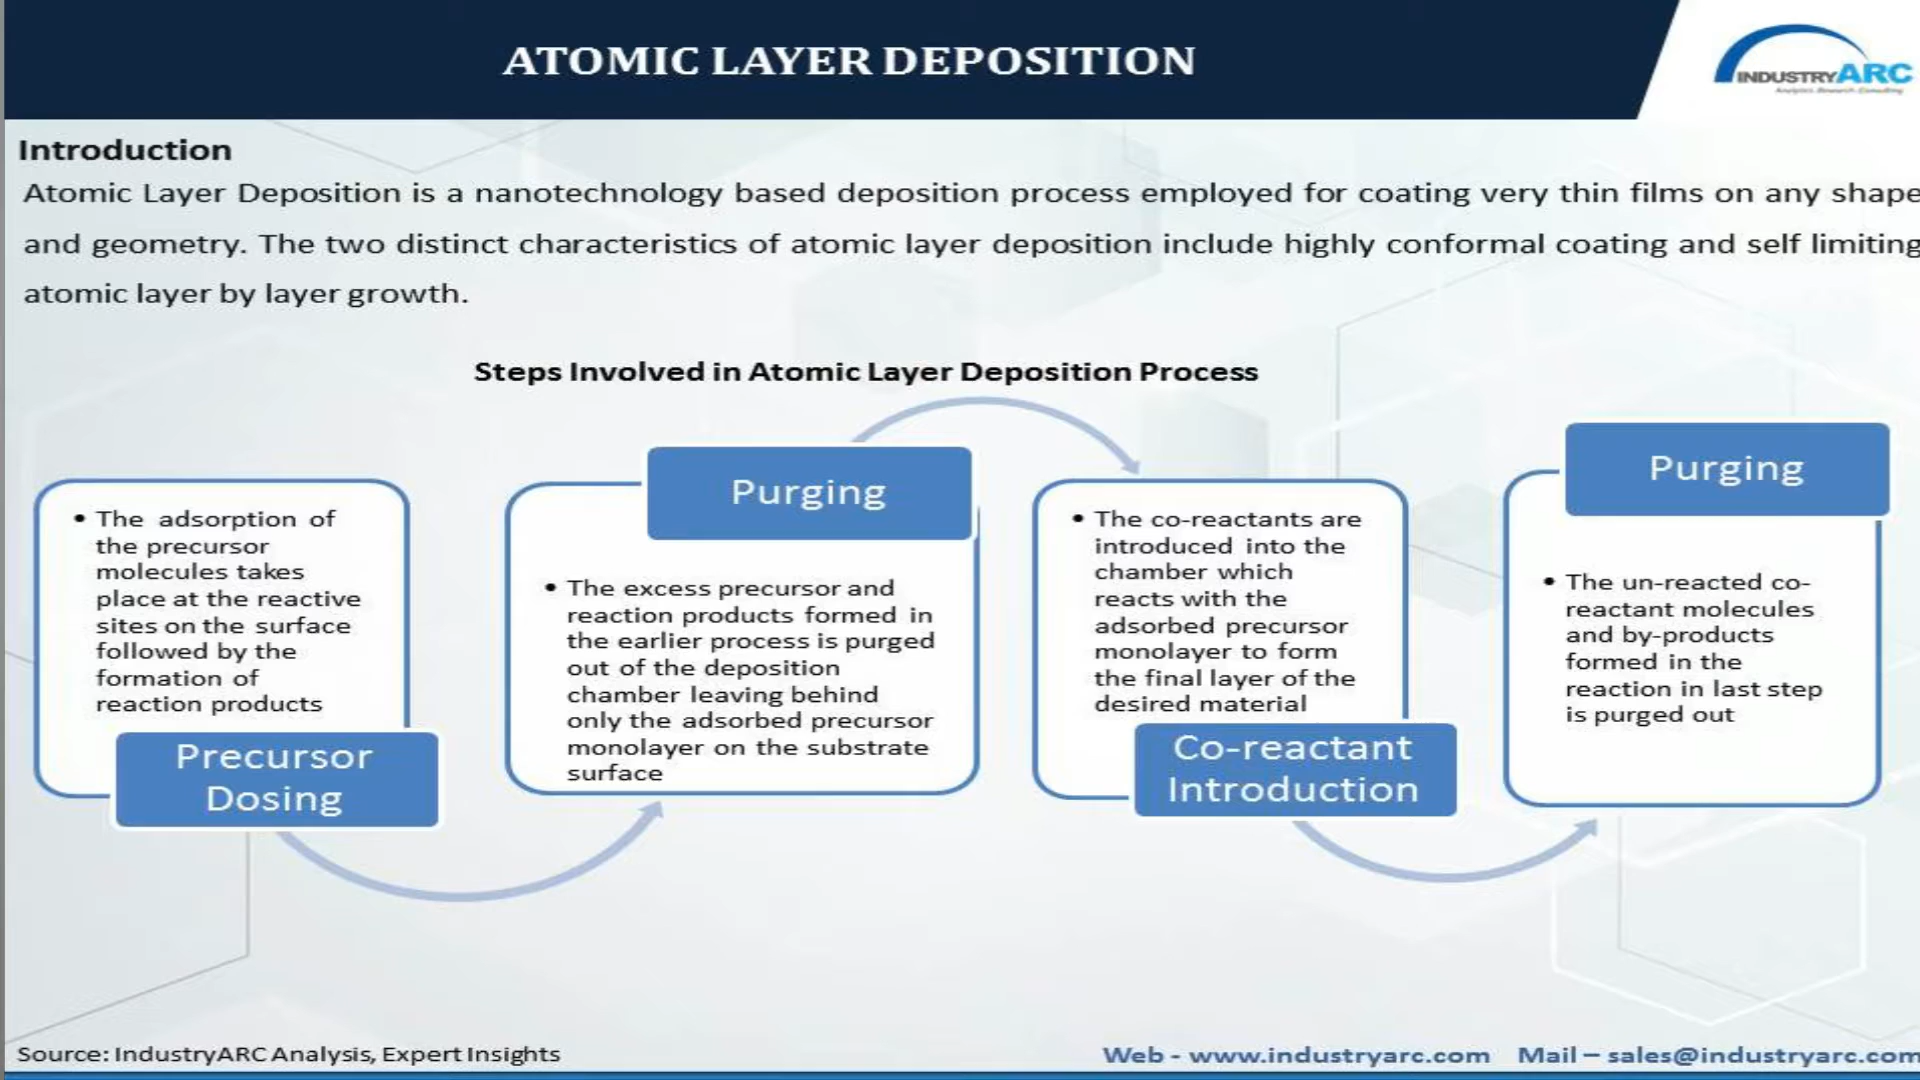 ATOMIC LAYER DEPOSITION
INDUSTRYARC
Analytics. Research. Consulting
Introduction
Atomic Layer Deposition is a nanotechnology based deposition process employed for coating very thin films on any shape
and geometry. The two distinct characteristics of atomic layer deposition include highly conformal coating and self limiting
atomic layer by layer growth.
Steps Involved in Atomic Layer Deposition Process
• The adsorption of
the precursor
molecules takes
place at the reactive
sites on the surface
followed by the
formation of
reaction products
Precursor
Dosing
Purging
• The excess precursor and
reaction products formed in
the earlier process is purged
out of the deposition
chamber leaving behind
only the adsorbed precursor
monolayer on the substrate
surface
• The co-reactants are
introduced into the
chamber which
reacts with the
adsorbed precursor
monolayer to form
the final layer of the
desired material
Co-reactant
Introduction
Purging
• The un-reacted co-
reactant molecules
and by-products
formed in the
reaction in last step
is purged out
Source: IndustryARC Analysis, Expert Insights
Web - www.industryarc.com Mail – sales@industryarc.com